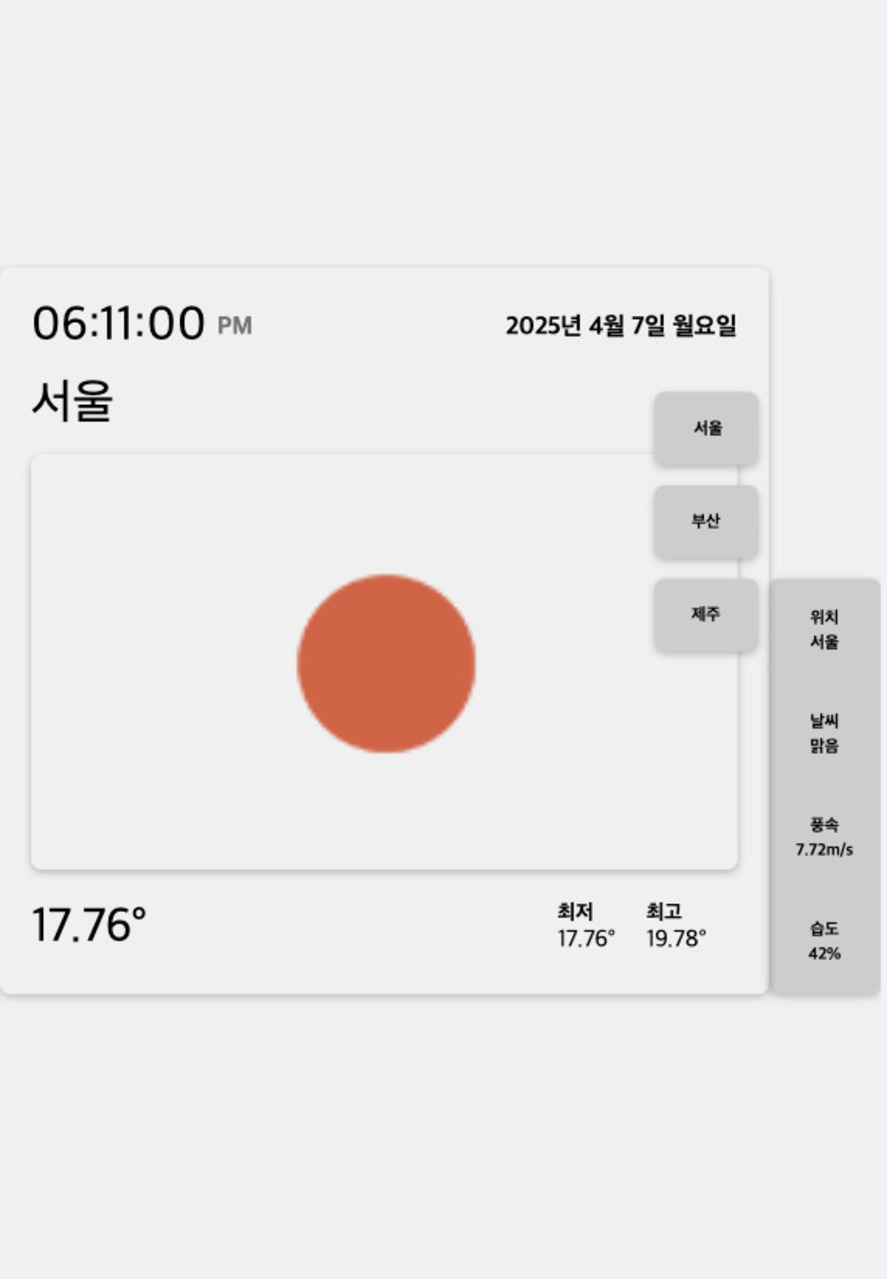 06:11:00 PM
2025년 4월 7일 월요일
서울
서울
부산
제주
위치
서울
날씨
맑음
풍속
7.72m/s
습도
42%
17.76°
최저
17.76°
최고
19.78°